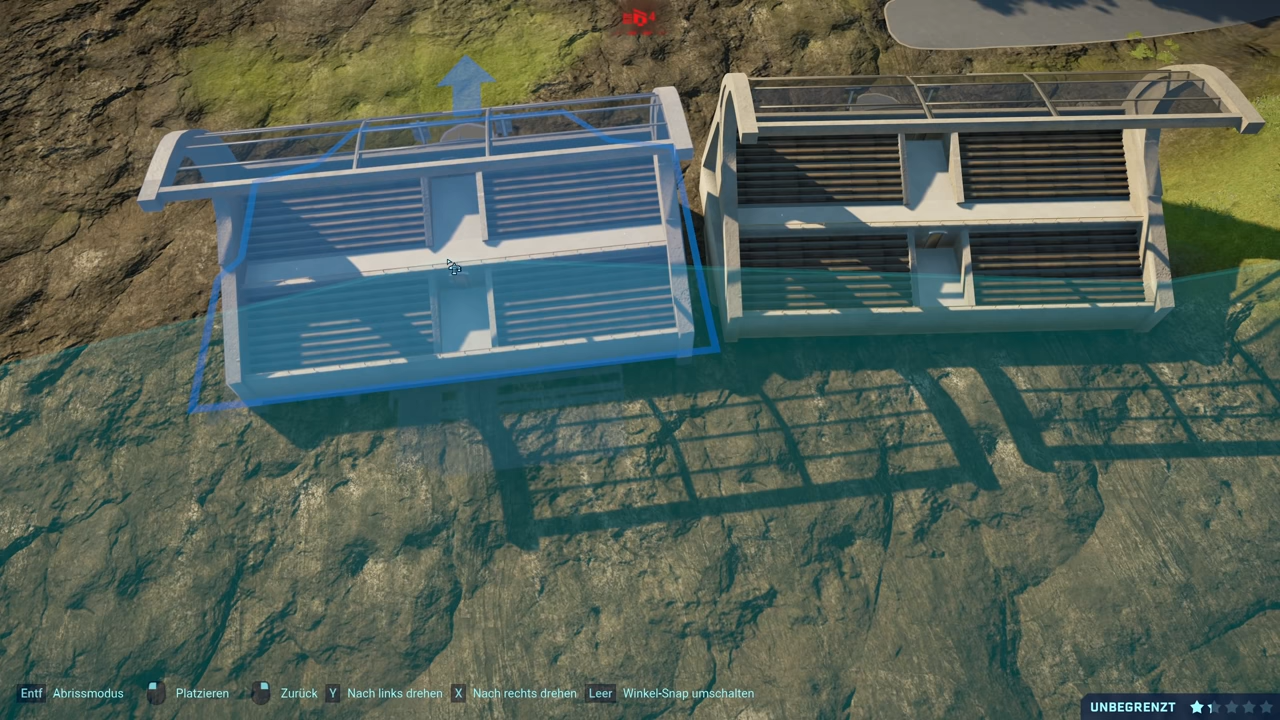 Entf Abrissmodus Platzieren Zurück Y Nach links drehen X Nach rechts drehen Leer Winkel-Snap umschalten
UNBEGRENZT